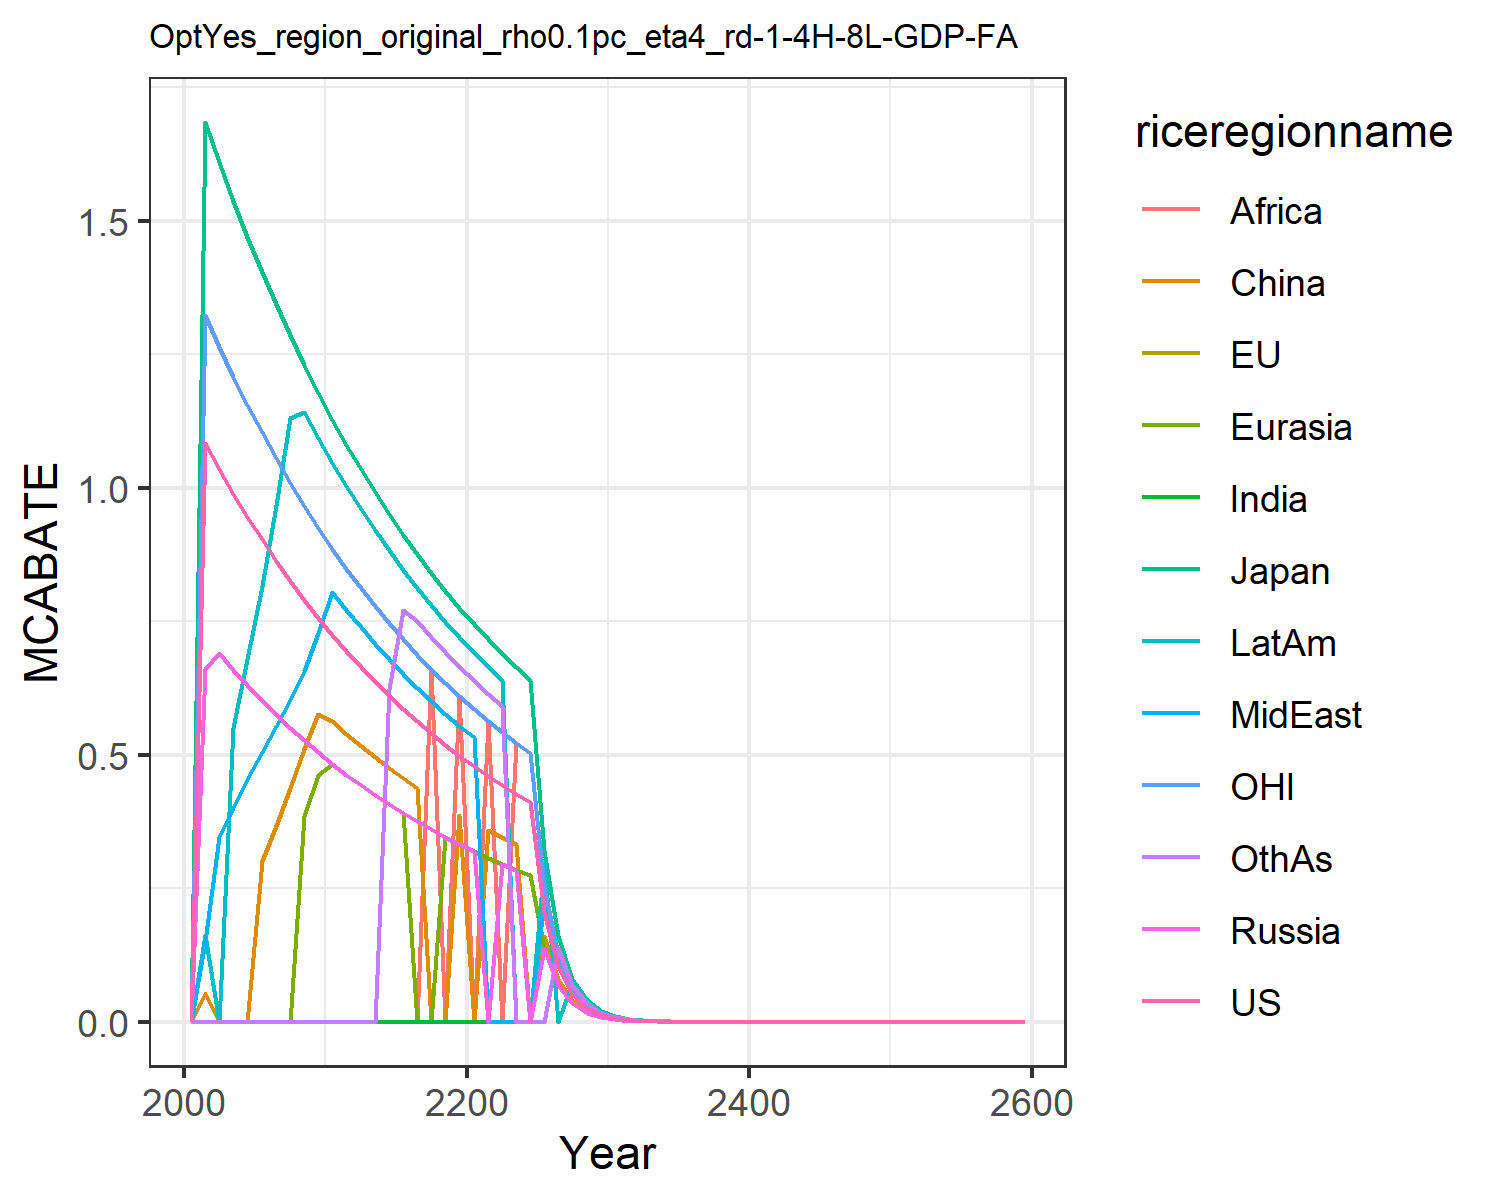 OptYes_region_original_rho0.1pc_eta4_rd-1-4H-8L-GDP-FA
riceregionname
Africa
China
EU
Eurasia
India
Japan
LatAm
MidEast
OHI
OthAs
Russia
US
MCABATE
1.5
1.0
0.5
0.0
2000
2200
2400
2600
Year